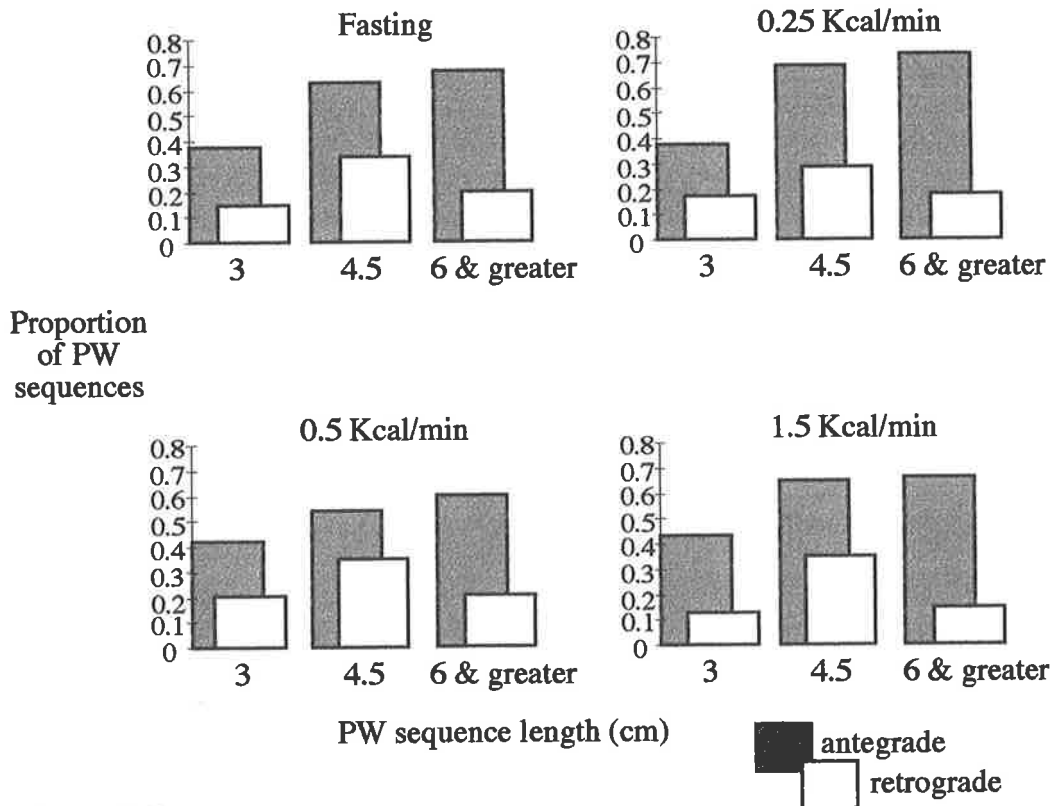 Fasting
0.8
0.7
0.6
0.5
0.4
0.3
0.2
0.1
0
3 4.5 6 & greater
0.25 Kcal/min
0.8
0.7
0.6
0.5
0.4
0.3
0.2
0.1
0
3 4.5 6 & greater
Proportion
of PW
sequences
0.5 Kcal/min
0.8
0.7
0.6
0.5
0.4
0.3
0.2
0.1
0
3 4.5 6 & greater
1.5 Kcal/min
0.8
0.7
0.6
0.5
0.4
0.3
0.2
0.1
0
3 4.5 6 & greater
PW sequence length (cm)
antegrade
retrograde